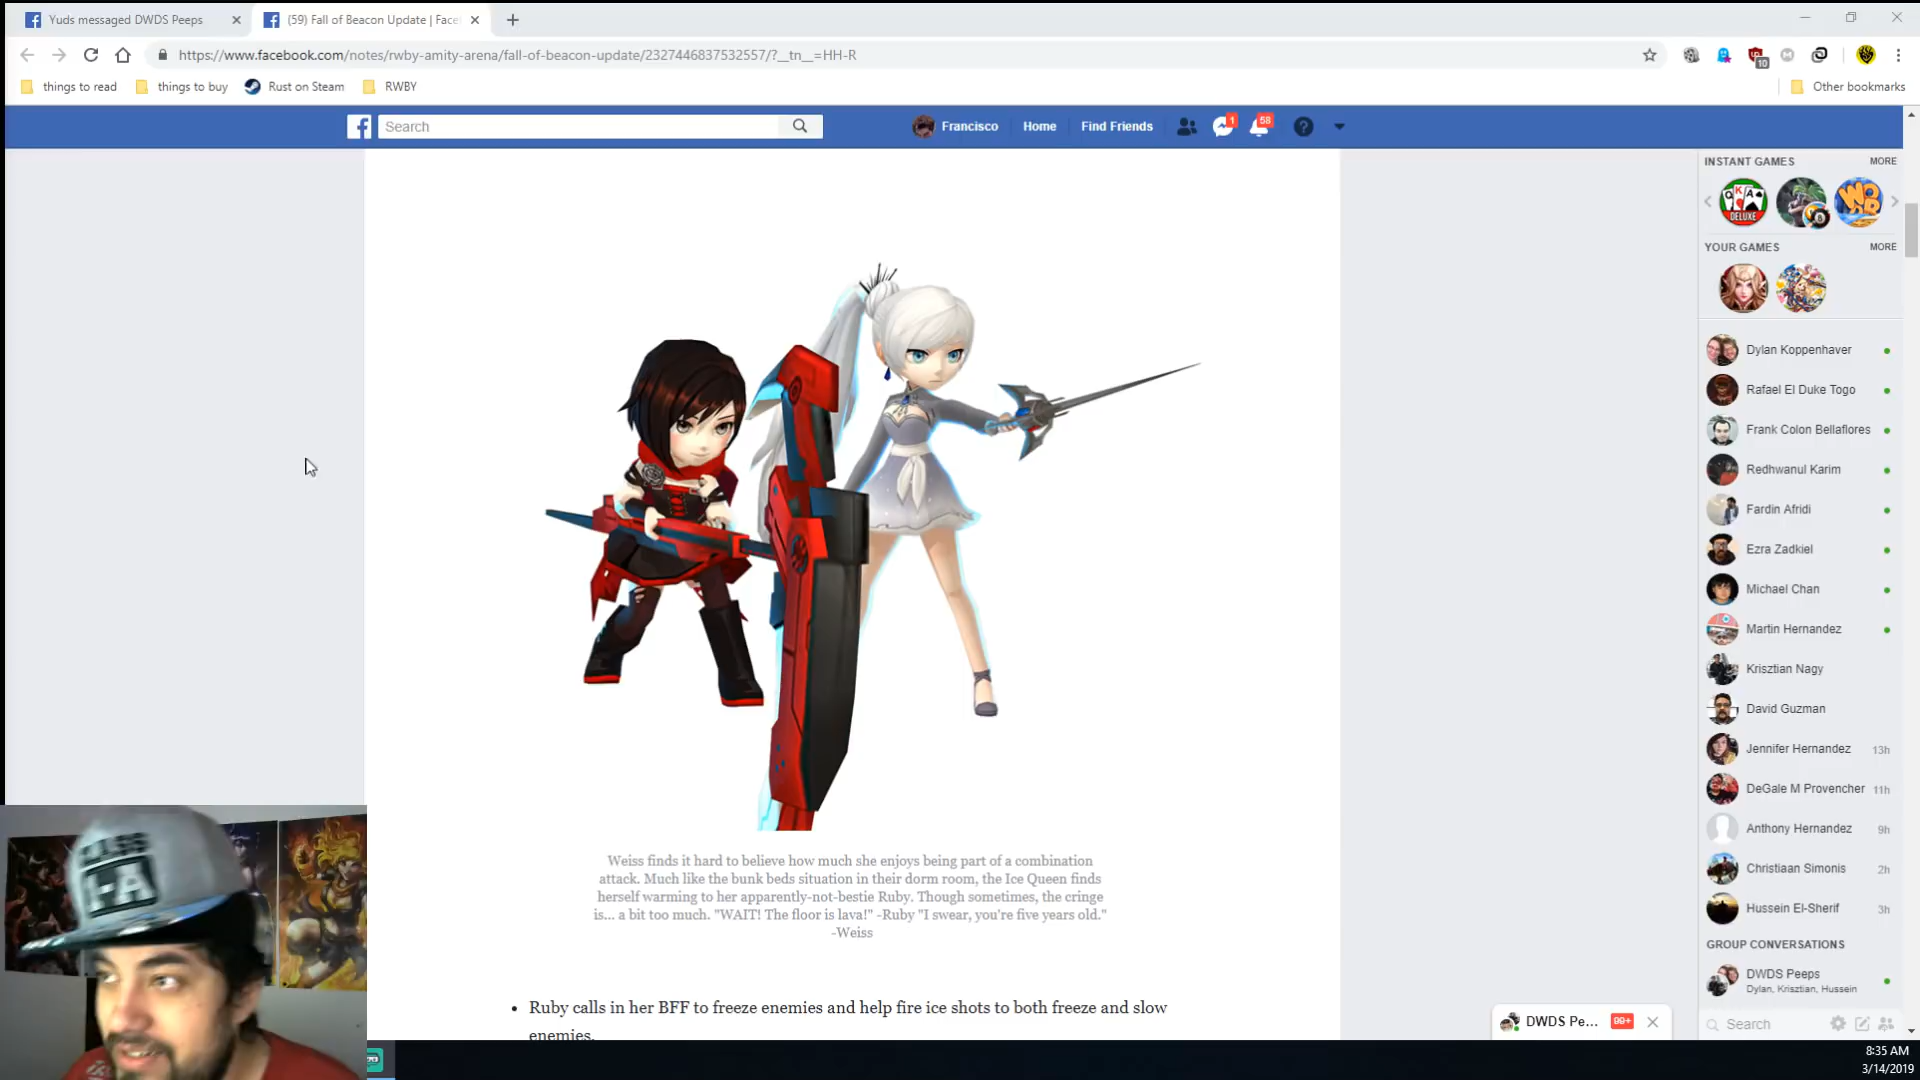 Yuds messaged DWDS Peeps
(59) Fall of Beacon Update | Face
https://www.facebook.com/notes/rwby-amity-arena/fall-of-beacon-update/2327446837532557/?__tn__=HH-R
10
things to read
things to buy
Rust on Steam
RWBY
Other bookmarks
Search
Francisco
Home
Find Friends
1
58
INSTANT GAMES
MORE
K A
DELUXE
YOUR GAMES
MORE
Dylan Koppenhaver
Rafael El Duke Togo
Frank Colon Bellaflores
Redhwanul Karim
Fardin Afridi
Ezra Zadkiel
Michael Chan
Martin Hernandez
Krisztian Nagy
David Guzman
Jennifer Hernandez 13h
DeGale M Provencher 11h
Anthony Hernandez 9h
Christiaan Simonis 2h
Hussein El-Sherif 3h
GROUP CONVERSATIONS
DWDS Peeps
Dylan, Krisztian, Hussein
Search
Weiss finds it hard to believe how much she enjoys being part of a combination
attack. Much like the bunk beds situation in their dorm room, the Ice Queen finds
herself warming to her apparently-not-bestie Ruby. Though sometimes, the cringe
is... a bit too much. "WAIT! The floor is lava!" -Ruby "I swear, you're five years old."
-Weiss
• Ruby calls in her BFF to freeze enemies and help fire ice shots to both freeze and slow
enemies.
DWDS Pe...
99+
8:35 AM
3/14/2019